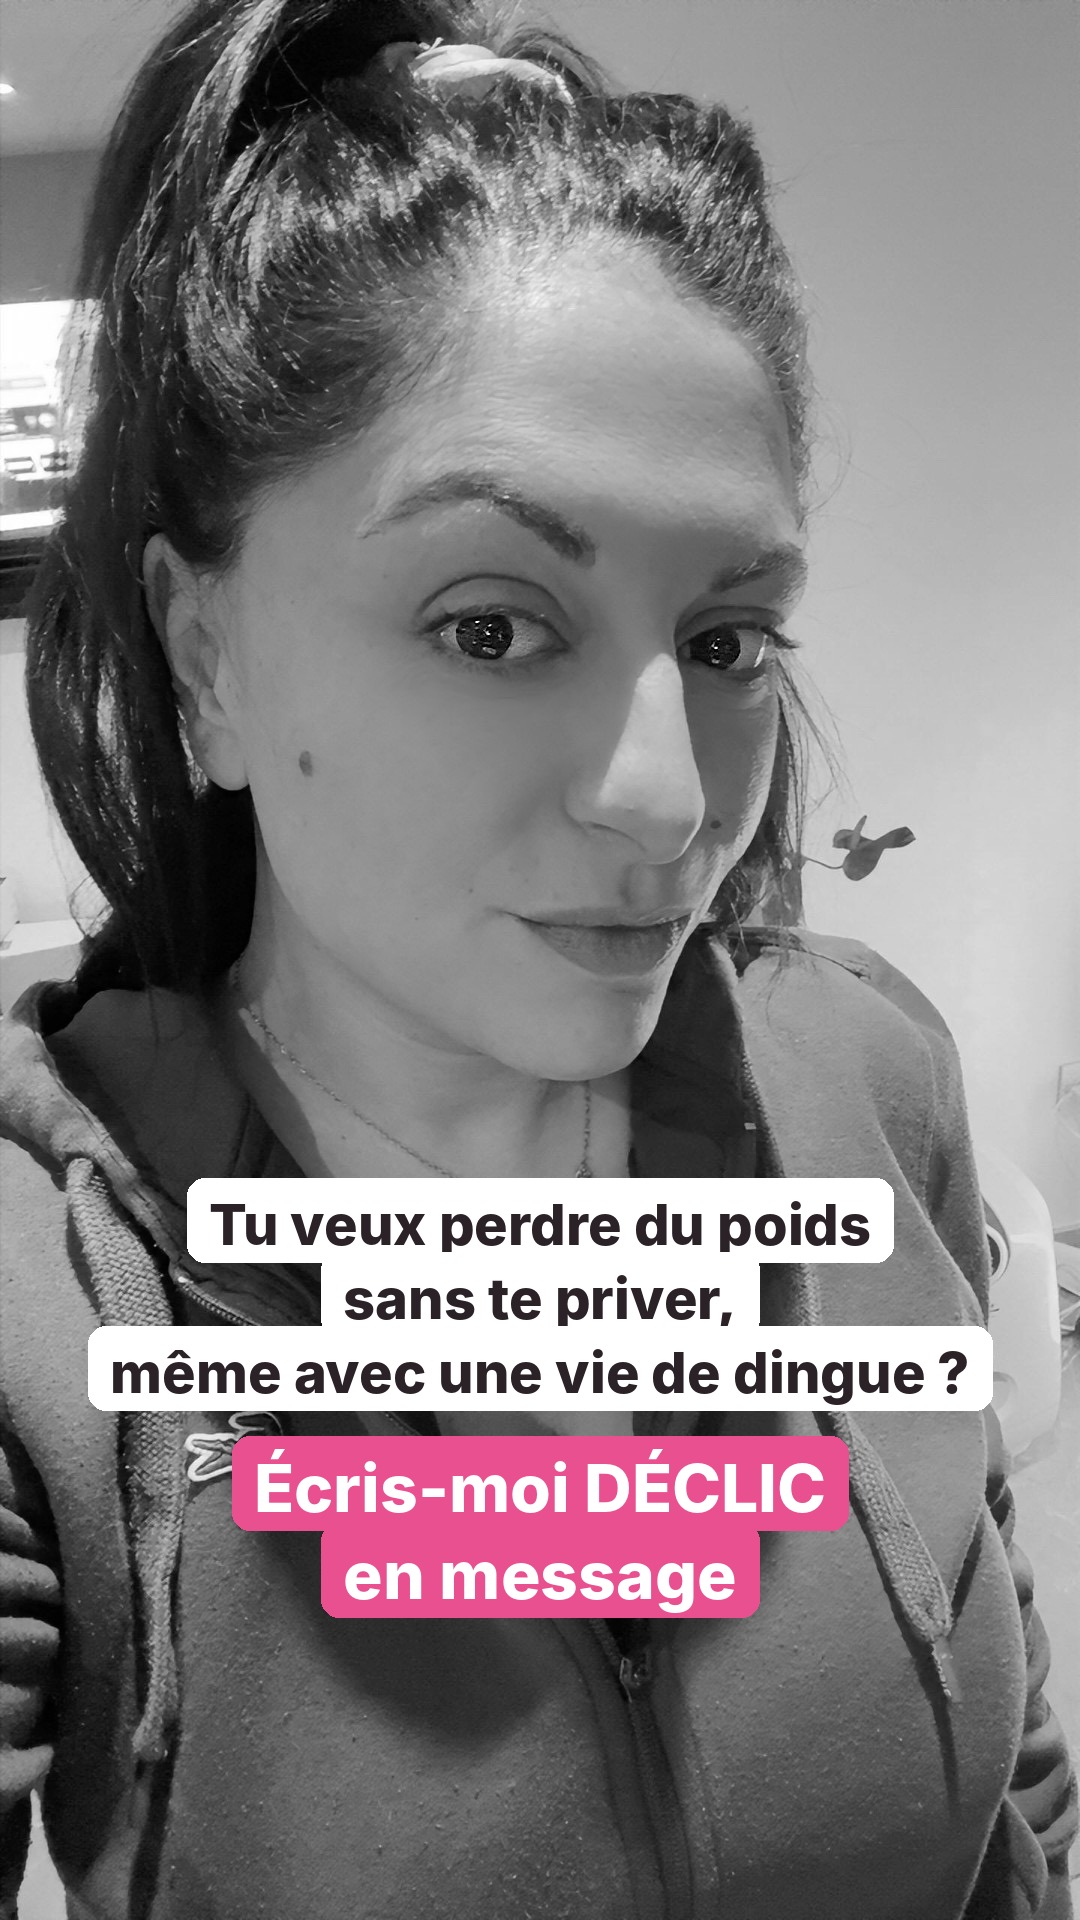 Tu veux perdre du poids
sans te priver,
même avec une vie de dingue ?
Écris-moi DÉCLIC
en message